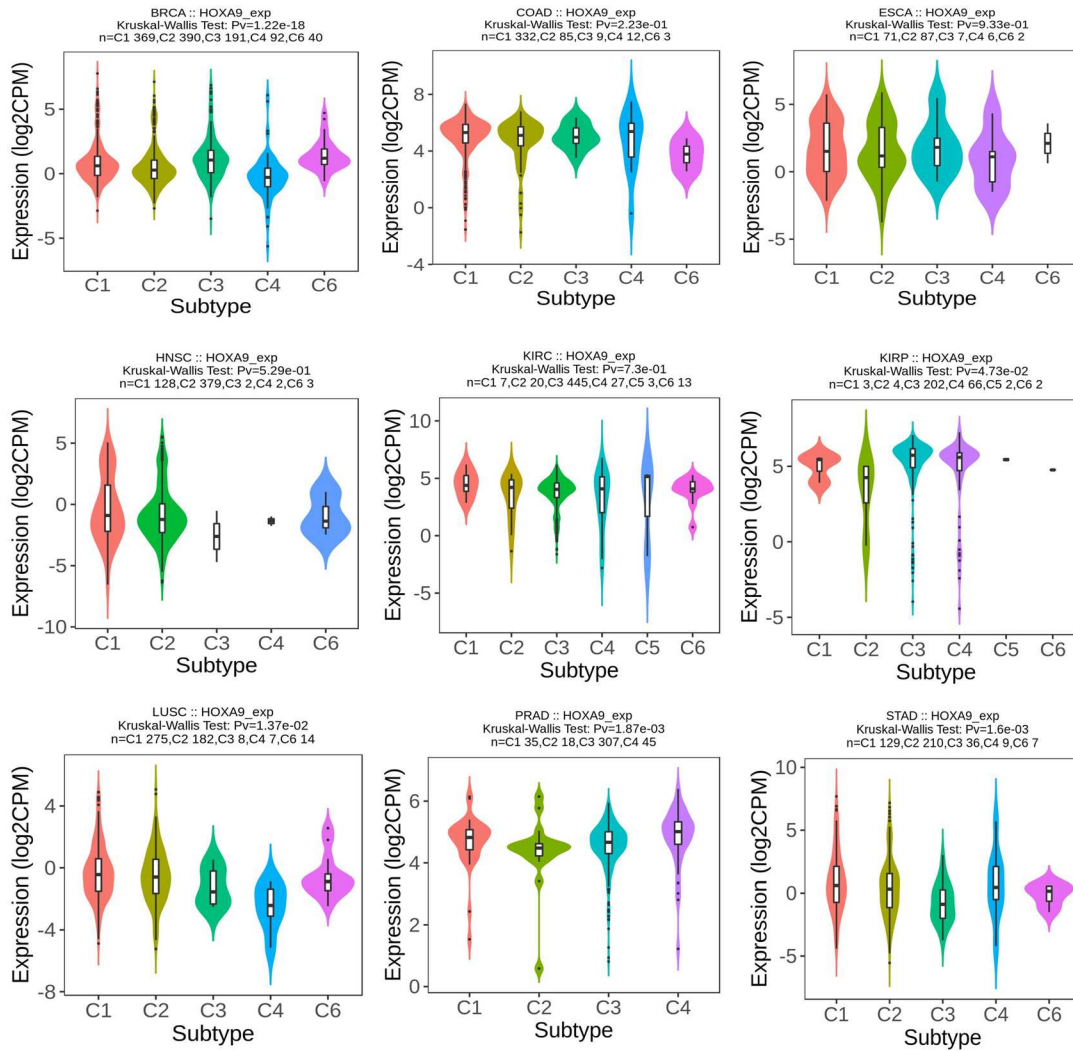 BRCA :: HOXA9_exp
Kruskal-Wallis Test: Pv=1.22e-18
n=C1 369,C2 390,C3 191,C4 92,C6 40
Expression (log2CPM)
5
0
-5
C1 C2 C3 C4 C6
Subtype
COAD :: HOXA9_exp
Kruskal-Wallis Test: Pv=2.23e-01
n=C1 332,C2 85,C3 9,C4 12,C6 3
Expression (log2CPM)
8
4
0
-4
C1 C2 C3 C4 C6
Subtype
ESCA :: HOXA9_exp
Kruskal-Wallis Test: Pv=9.33e-01
n=C1 71,C2 87,C3 7,C4 6,C6 2
Expression (log2CPM)
5
0
-5
C1 C2 C3 C4 C6
Subtype
HNSC :: HOXA9_exp
Kruskal-Wallis Test: Pv=5.29e-01
n=C1 128,C2 379,C3 2,C4 2,C6 3
Expression (log2CPM)
5
0
-5
-10
C1 C2 C3 C4 C6
Subtype
KIRC :: HOXA9_exp
Kruskal-Wallis Test: Pv=7.3e-01
n=C1 7,C2 20,C3 445,C4 27,C5 3,C6 13
Expression (log2CPM)
10
5
0
-5
C1 C2 C3 C4 C5 C6
Subtype
KIRP :: HOXA9_exp
Kruskal-Wallis Test: Pv=4.73e-02
n=C1 3,C2 4,C3 202,C4 66,C5 2,C6 2
Expression (log2CPM)
5
0
-5
C1 C2 C3 C4 C5 C6
Subtype
LUSC :: HOXA9_exp
Kruskal-Wallis Test: Pv=1.37e-02
n=C1 275,C2 182,C3 8,C4 7,C6 14
Expression (log2CPM)
4
0
-4
-8
C1 C2 C3 C4 C6
Subtype
PRAD :: HOXA9_exp
Kruskal-Wallis Test: Pv=1.87e-03
n=C1 35,C2 18,C3 307,C4 45
Expression (log2CPM)
6
4
2
0
C1 C2 C3 C4
Subtype
STAD :: HOXA9_exp
Kruskal-Wallis Test: Pv=1.6e-03
n=C1 129,C2 210,C3 36,C4 9,C6 7
Expression (log2CPM)
10
5
0
-5
C1 C2 C3 C4 C6
Subtype